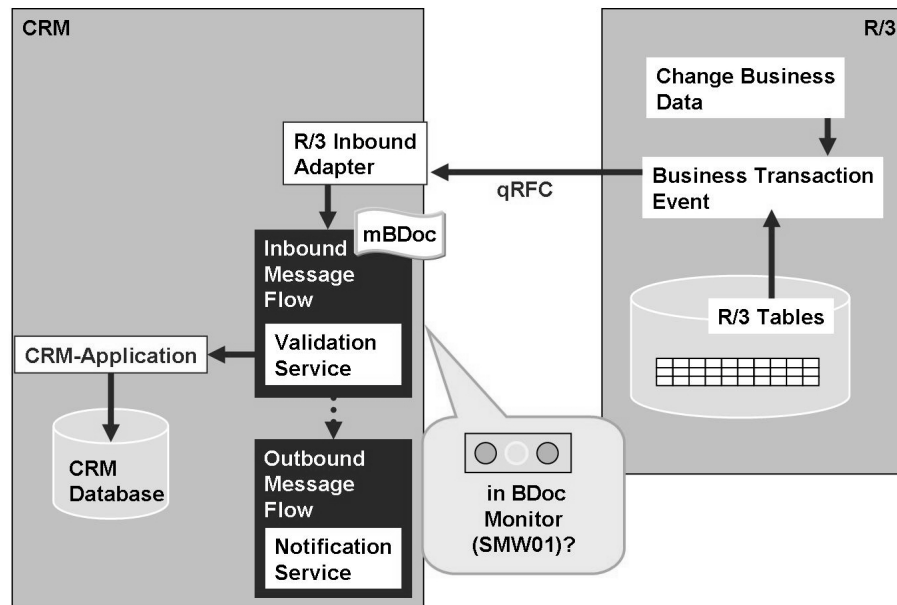 CRM
R/3
Change Business
Data
R/3 Inbound
Adapter
qRFC
Business Transaction
Event
mBDoc
Inbound
Message
Flow
Validation
Service
R/3 Tables
CRM-Application
CRM
Database
Outbound
Message
Flow
Notification
Service
in BDoc
Monitor
(SMW01)?